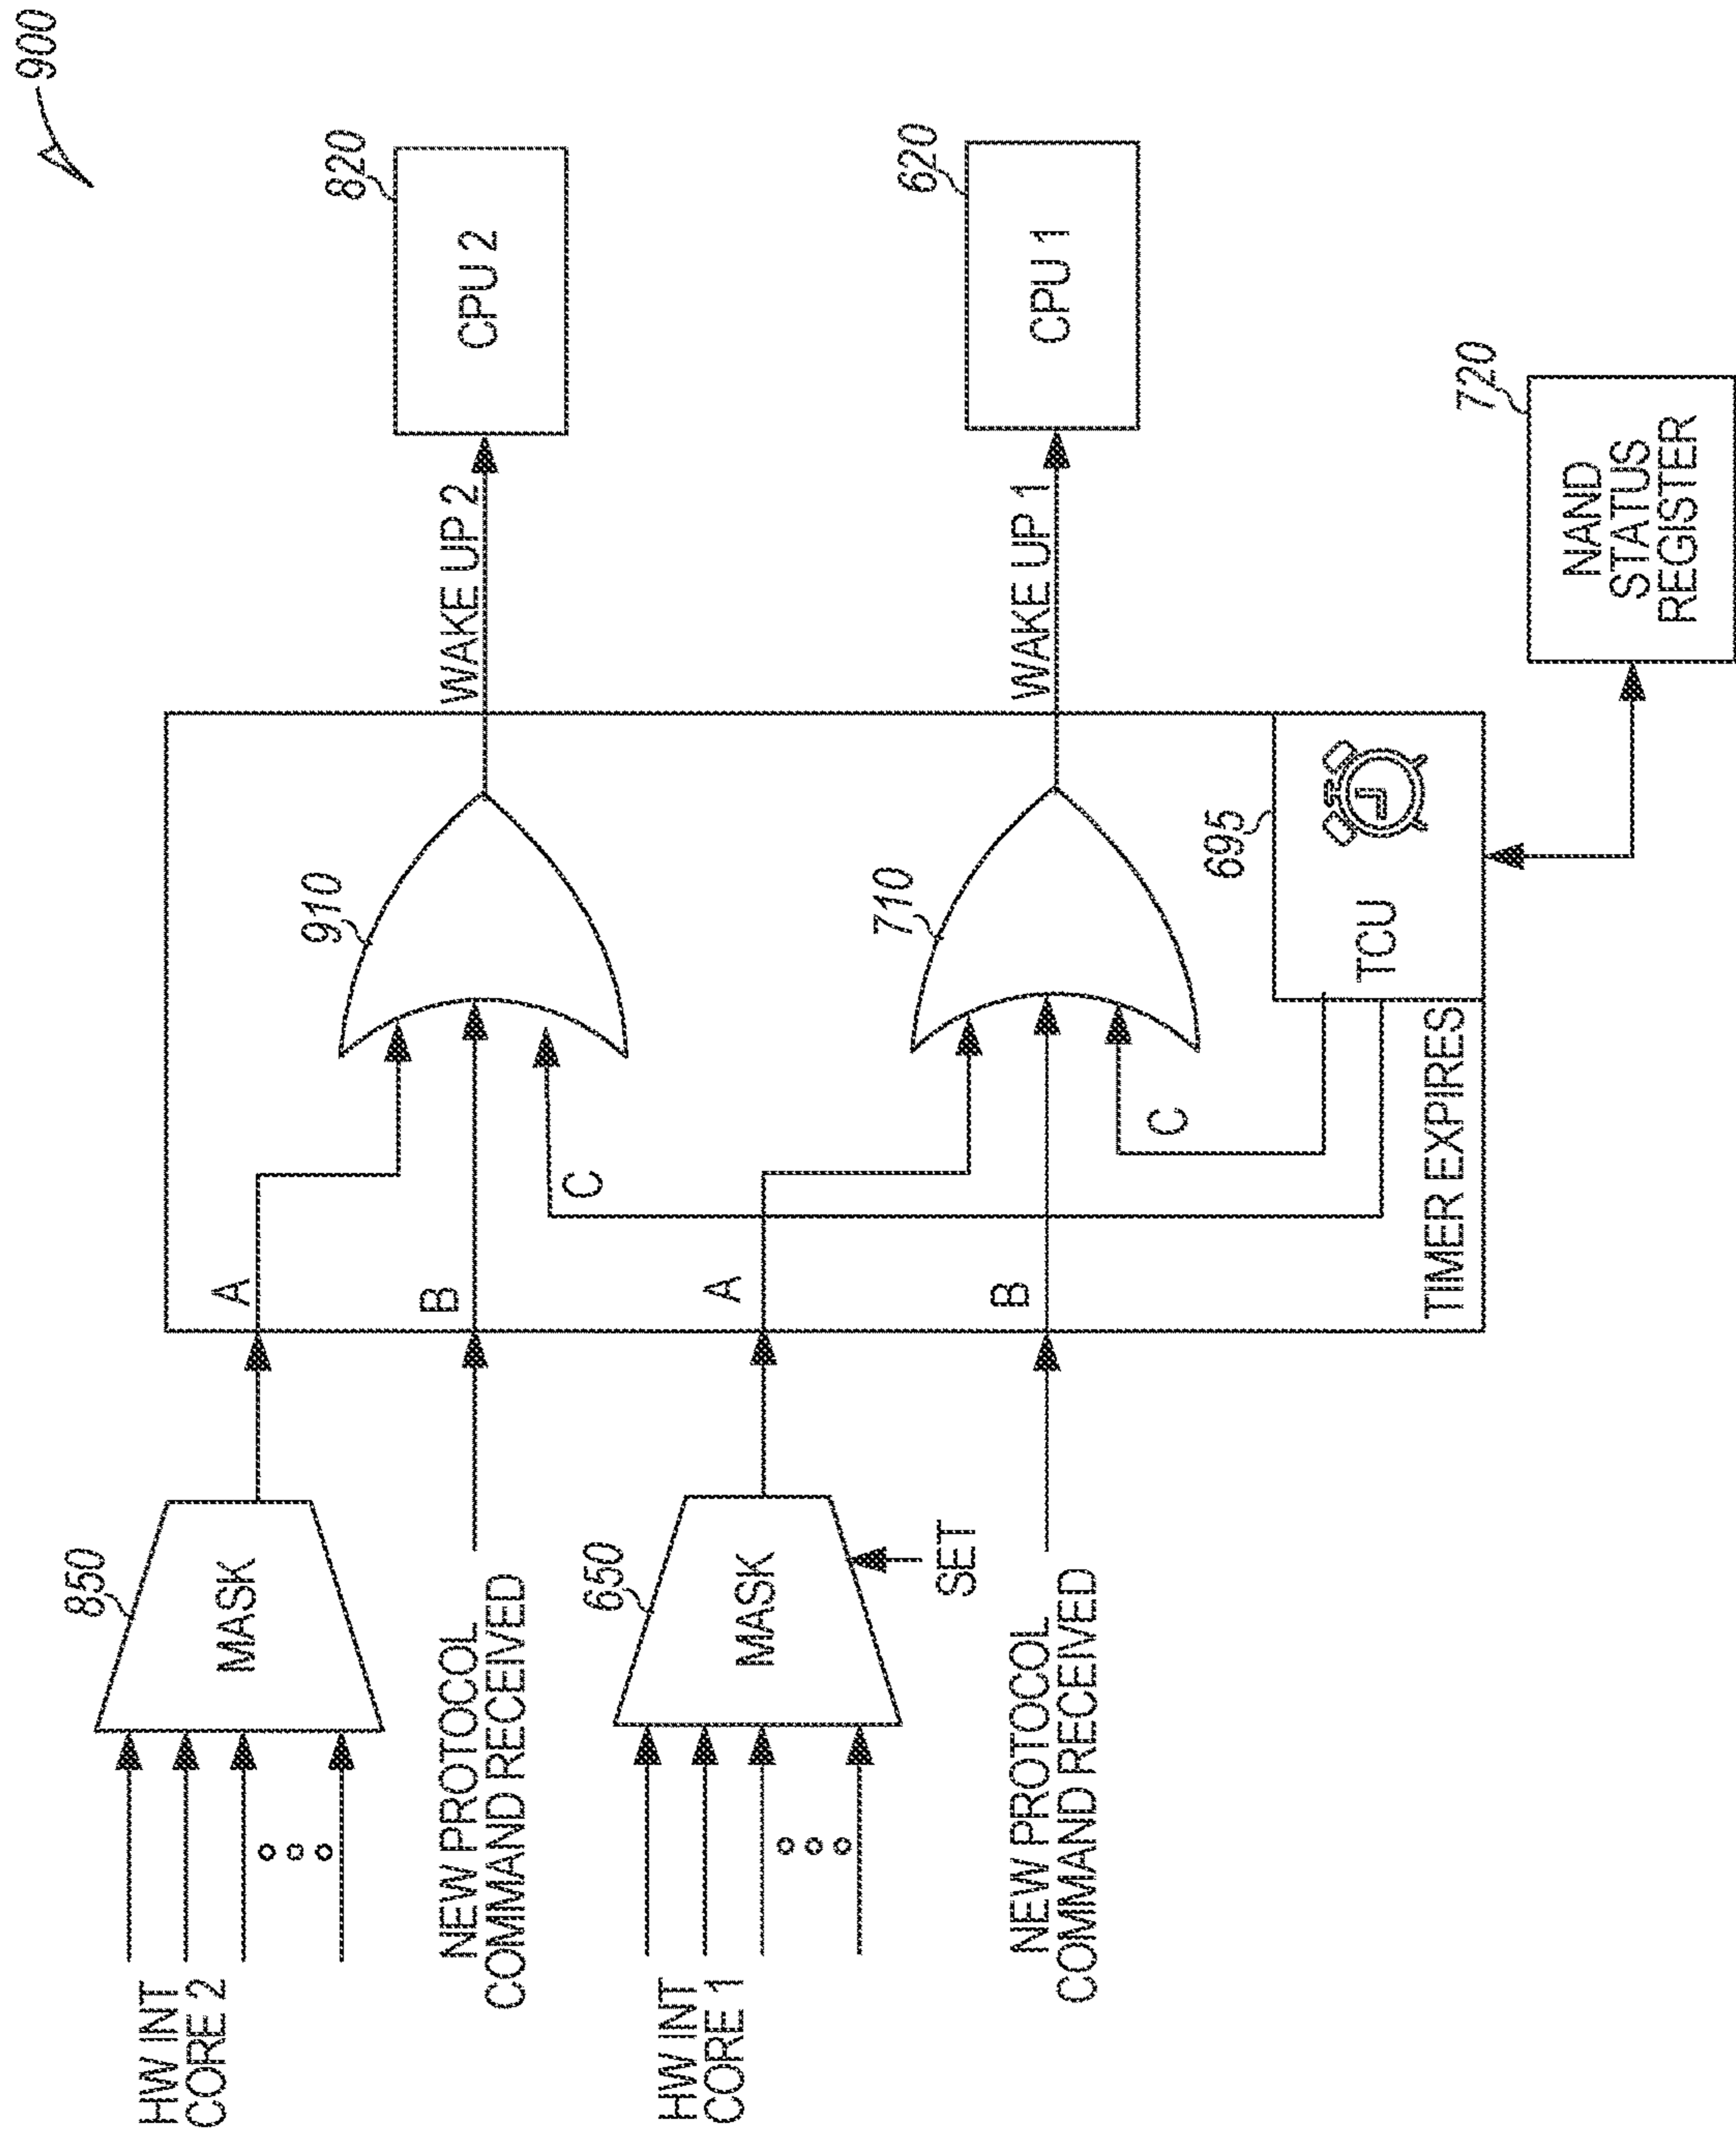 900
850
MASK
HW INT
CORE 2
A
NEW PROTOCOL
COMMAND RECEIVED
B
C
910
WAKE UP 2
820
CPU 2
650
MASK
SET
HW INT
CORE 1
A
NEW PROTOCOL
COMMAND RECEIVED
B
C
710
WAKE UP 1
620
CPU 1
695
TCU
TIMER EXPIRES
720
NAND
STATUS
REGISTER